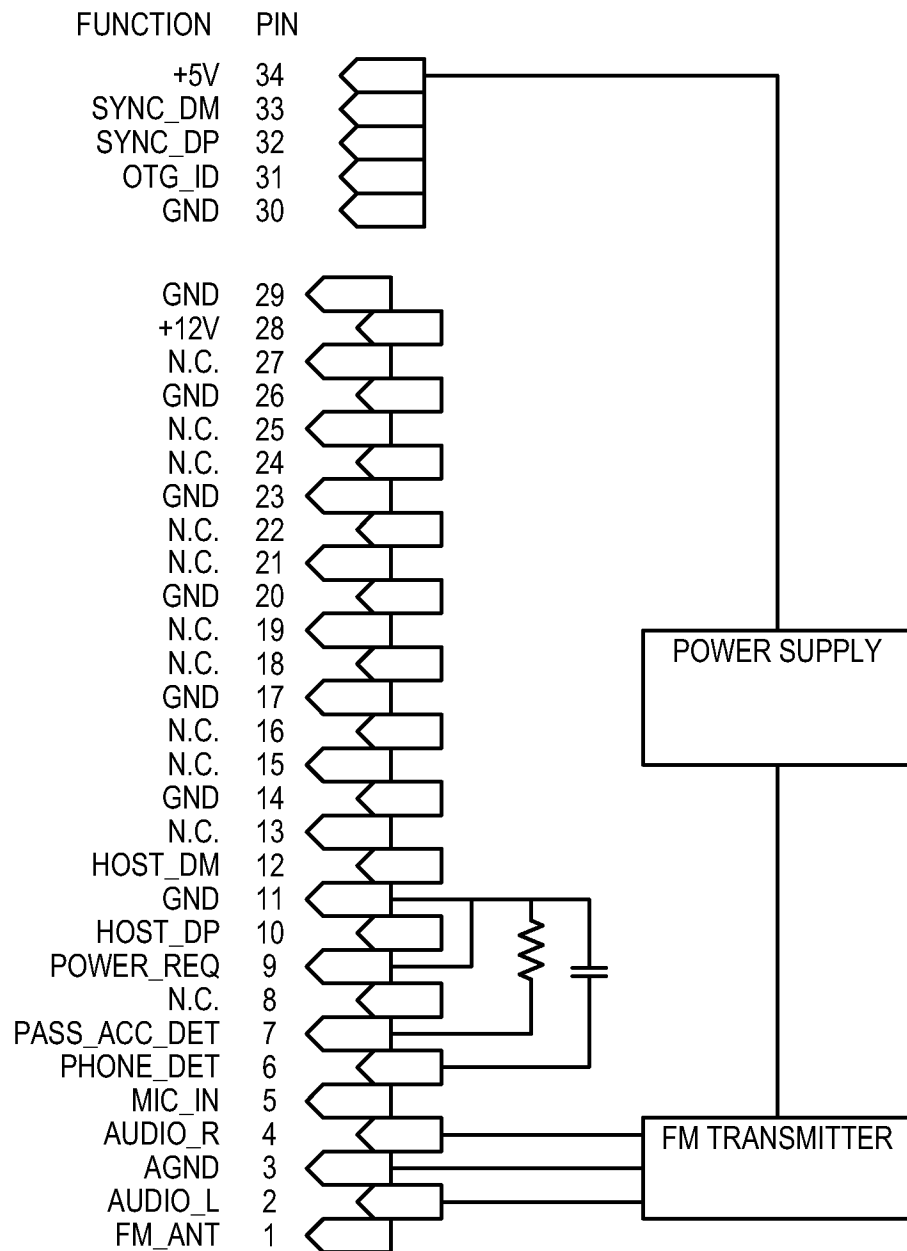 FUNCTION PIN
+5V 34
SYNC_DM 33
SYNC_DP 32
OTG_ID 31
GND 30
GND 29
+12V 28
N.C. 27
GND 26
N.C. 25
N.C. 24
GND 23
N.C. 22
N.C. 21
GND 20
N.C. 19
POWER SUPPLY
N.C. 18
GND 17
N.C. 16
N.C. 15
GND 14
N.C. 13
HOST_DM 12
GND 11
HOST_DP 10
POWER_REQ 9
N.C. 8
PASS_ACC_DET 7
PHONE_DET 6
MIC_IN 5
AUDIO_R 4
FM TRANSMITTER
AGND 3
AUDIO_L 2
FM_ANT 1